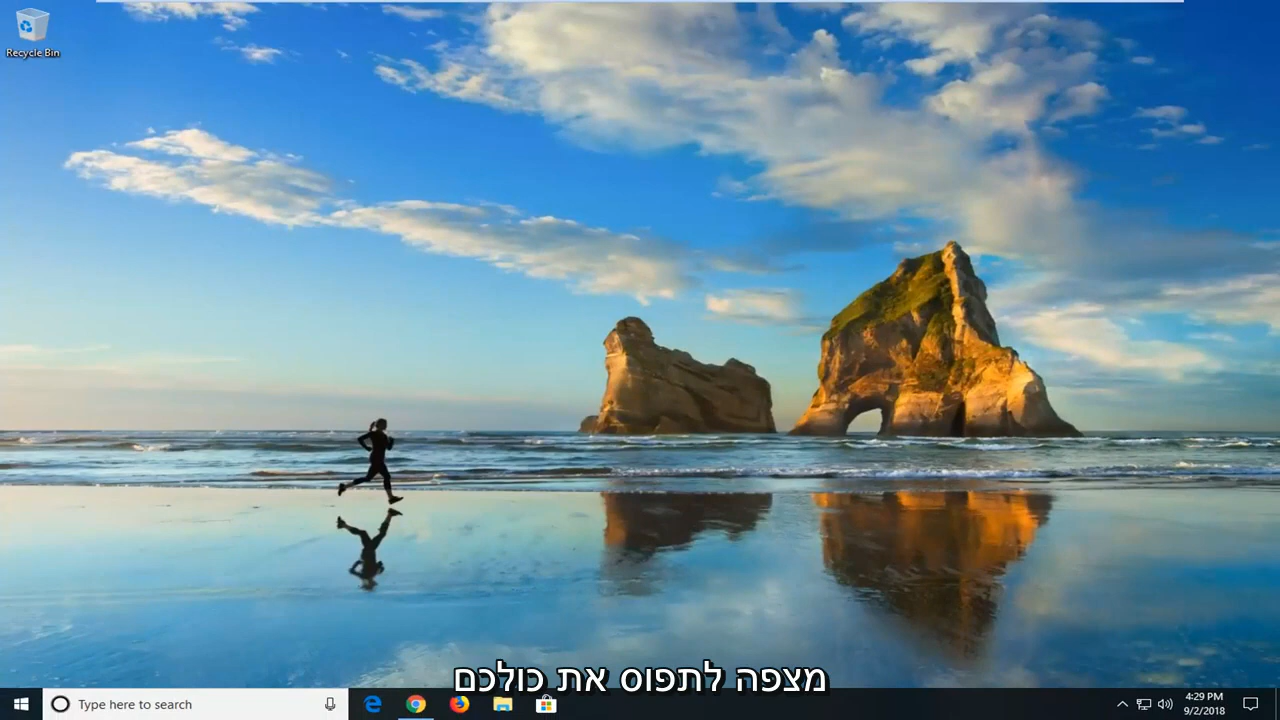 Recycle Bin
מצפה לתפוס את כולכם
Type here to search
4:29 PM
9/2/2018